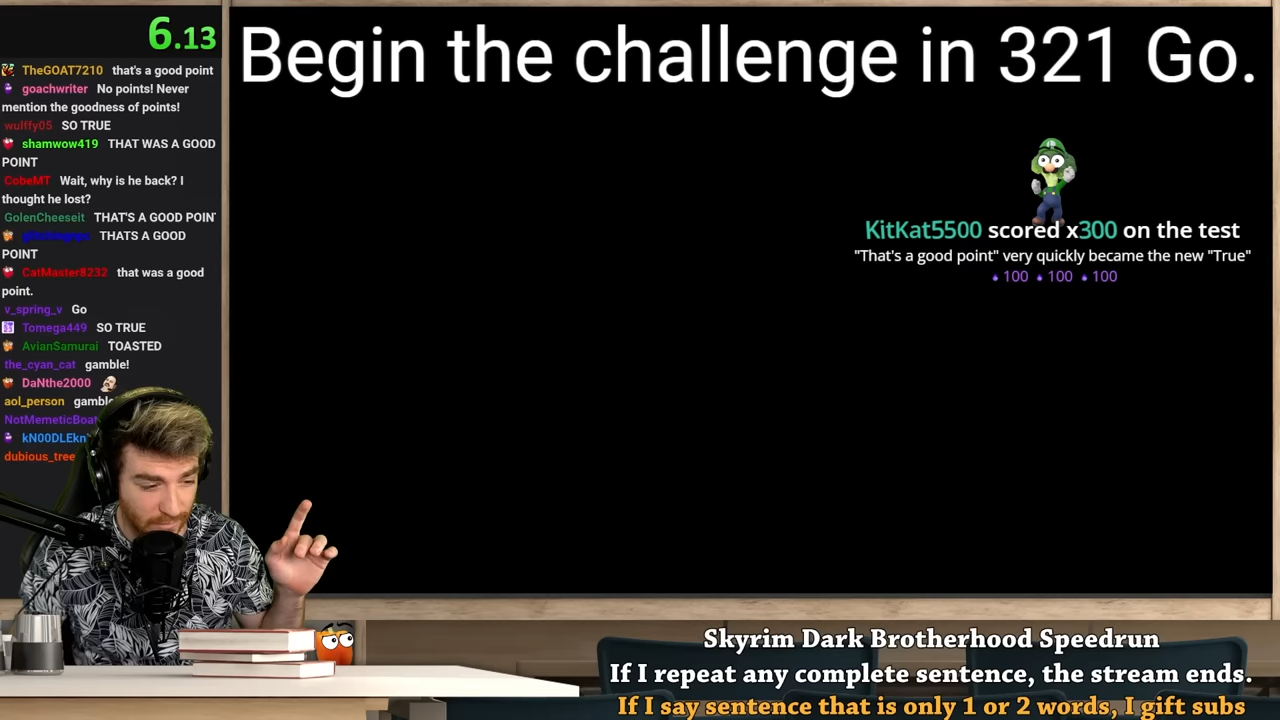 6.13
Begin the challenge in 321 Go.
TheGOAT7210 that's a good point
goachwriter No points! Never
mention the goodness of points!
wulffy05 SO TRUE
shamwow419 THAT WAS A GOOD
POINT
CobeMT Wait, why is he back? I
thought he lost?
GolenCheeseit THAT'S A GOOD POIN
THATS A GOOD
POINT
CatMaster8232 that was a good
point.
v_spring_v Go
Tomega449 SO TRUE
AvianSamurai TOASTED
the_cyan_cat gamble!
DaNthe2000
aol_person gamble
NotMemeticBoat
kN00DLEkn
dubious_tree
KitKat5500 scored x300 on the test
"That's a good point" very quickly became the new "True"
100 100 100
Skyrim Dark Brotherhood Speedrun
If I repeat any complete sentence, the stream ends.
If I say sentence that is only 1 or 2 words, I gift subs